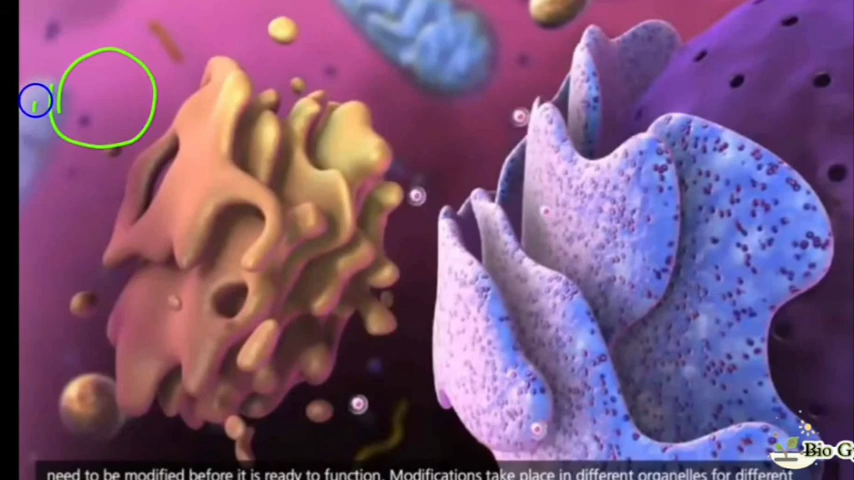 need to be modified before it is ready to function. Modifications take place in different organelles for different
Bio G